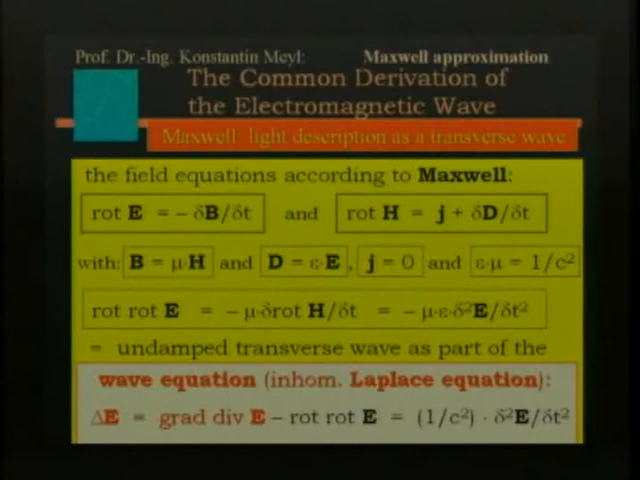 Prof. Dr.-Ing. Konstantin Meyl: Maxwell approximation
The Common Derivation of
the Electromagnetic Wave
Maxwell: light description as a transverse wave
the field equations according to Maxwell:
rot E = – δB/δt and rot H = j + δD/δt
with: B = μ·H and D = ε·E, j = 0 and ε·μ = 1/c²
rot rot E = – μ·δrot H/δt = – μ·ε·δ²E/δt²
= undamped transverse wave as part of the
wave equation (inhom. Laplace equation):
ΔE = grad div E – rot rot E = (1/c²) · δ²E/δt²